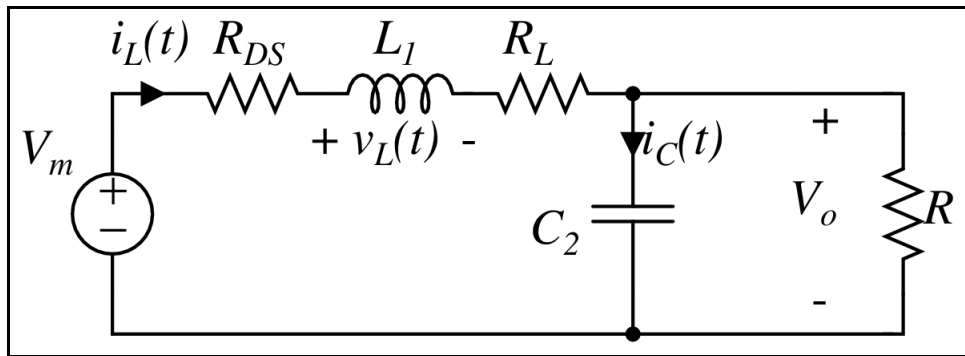 i_L(t) R_DS L_1 R_L
+ v_L(t) -
i_C(t)
+
V_m
+
−
C_2
V_o
R
-